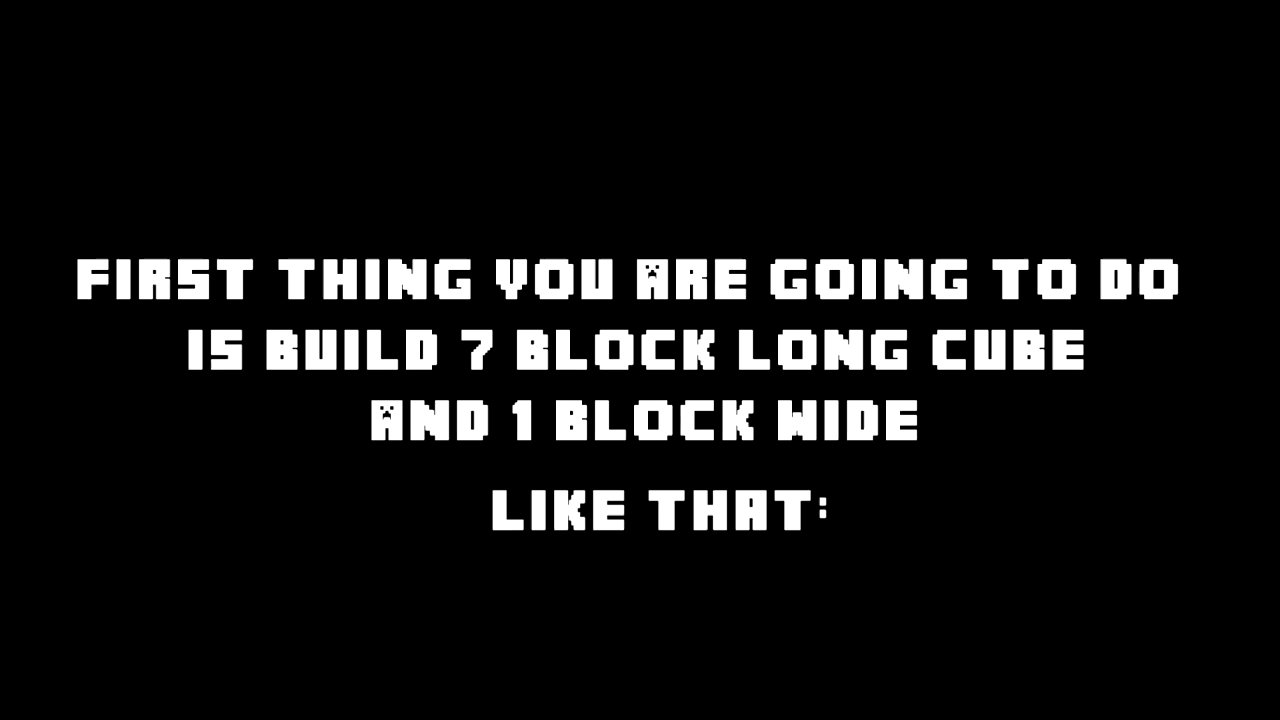 FIRST THING YOU ARE GOING TO DO
IS BUILD 7 BLOCK LONG CUBE
AND 1 BLOCK WIDE
LIKE THAT: